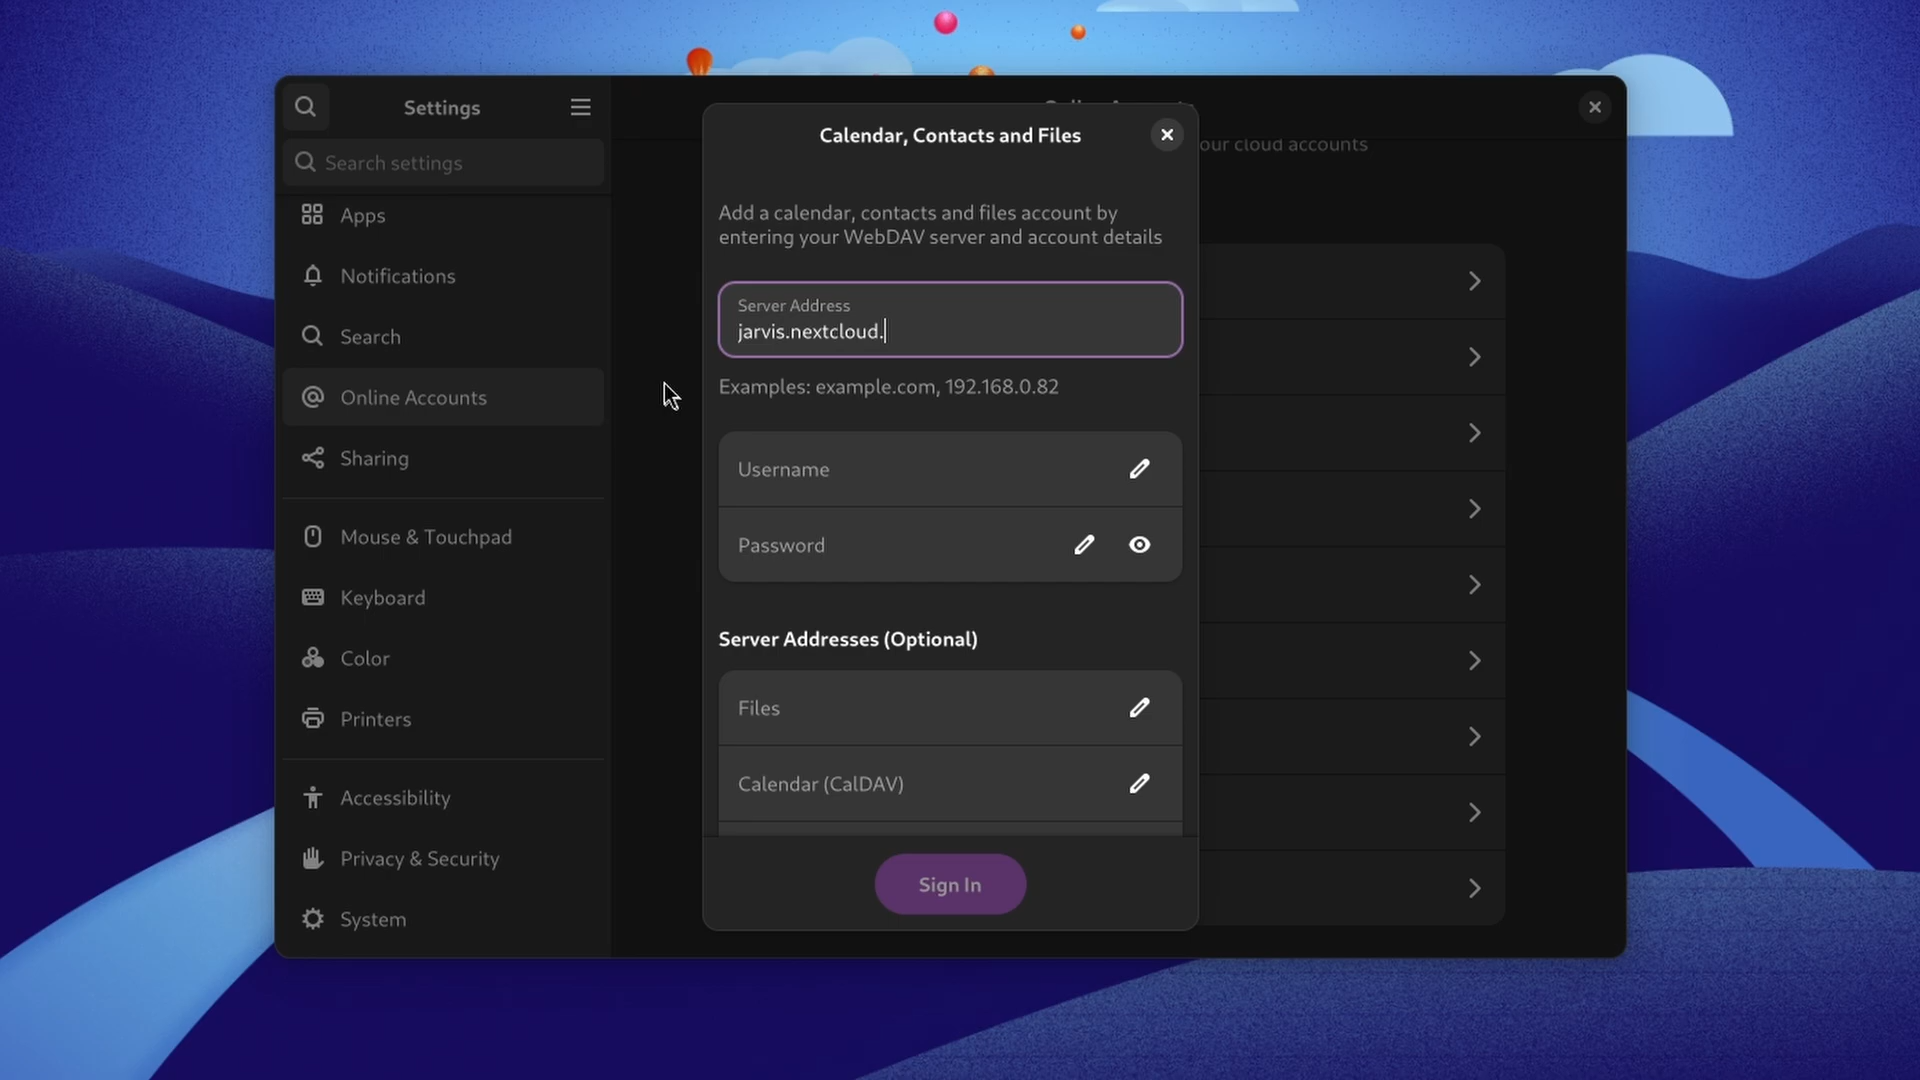 Settings
Search settings
Apps
Notifications
Search
Online Accounts
Sharing
Mouse & Touchpad
Keyboard
Color
Printers
Accessibility
Privacy & Security
System
our cloud accounts
Calendar, Contacts and Files
Add a calendar, contacts and files account by
entering your WebDAV server and account details
Server Address
jarvis.nextcloud.
Examples: example.com, 192.168.0.82
Username
Password
Server Addresses (Optional)
Files
Calendar (CalDAV)
Sign In